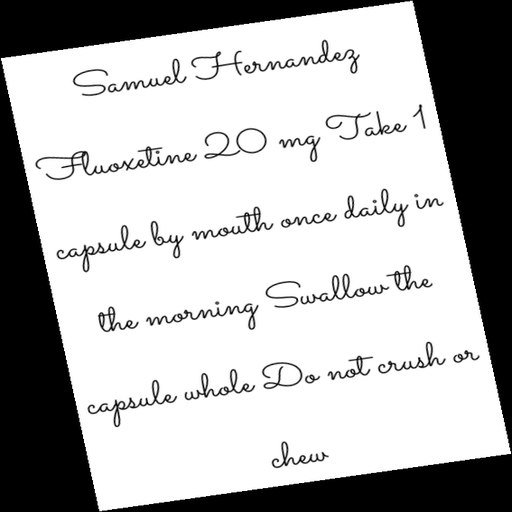 Samuel Hernandez
Fluoxetine 20 mg Take 1
capsule by mouth once daily in
the morning Swallow the
capsule whole Do not crush or
chew